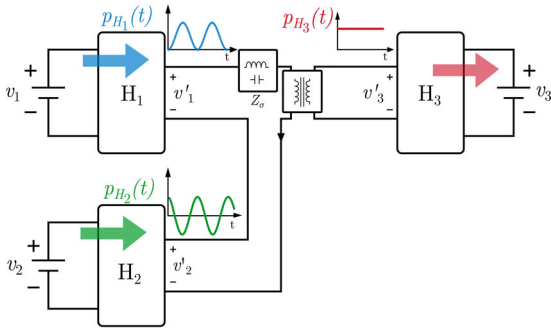 p_{H_1}(t)
t
p_{H_3}(t)
t
+
v_1
−
H_1
+
v'_1
−
Z_σ
+
v'_3
−
H_3
+
v_3
−
p_{H_2}(t)
t
+
v_2
−
H_2
+
v'_2
−